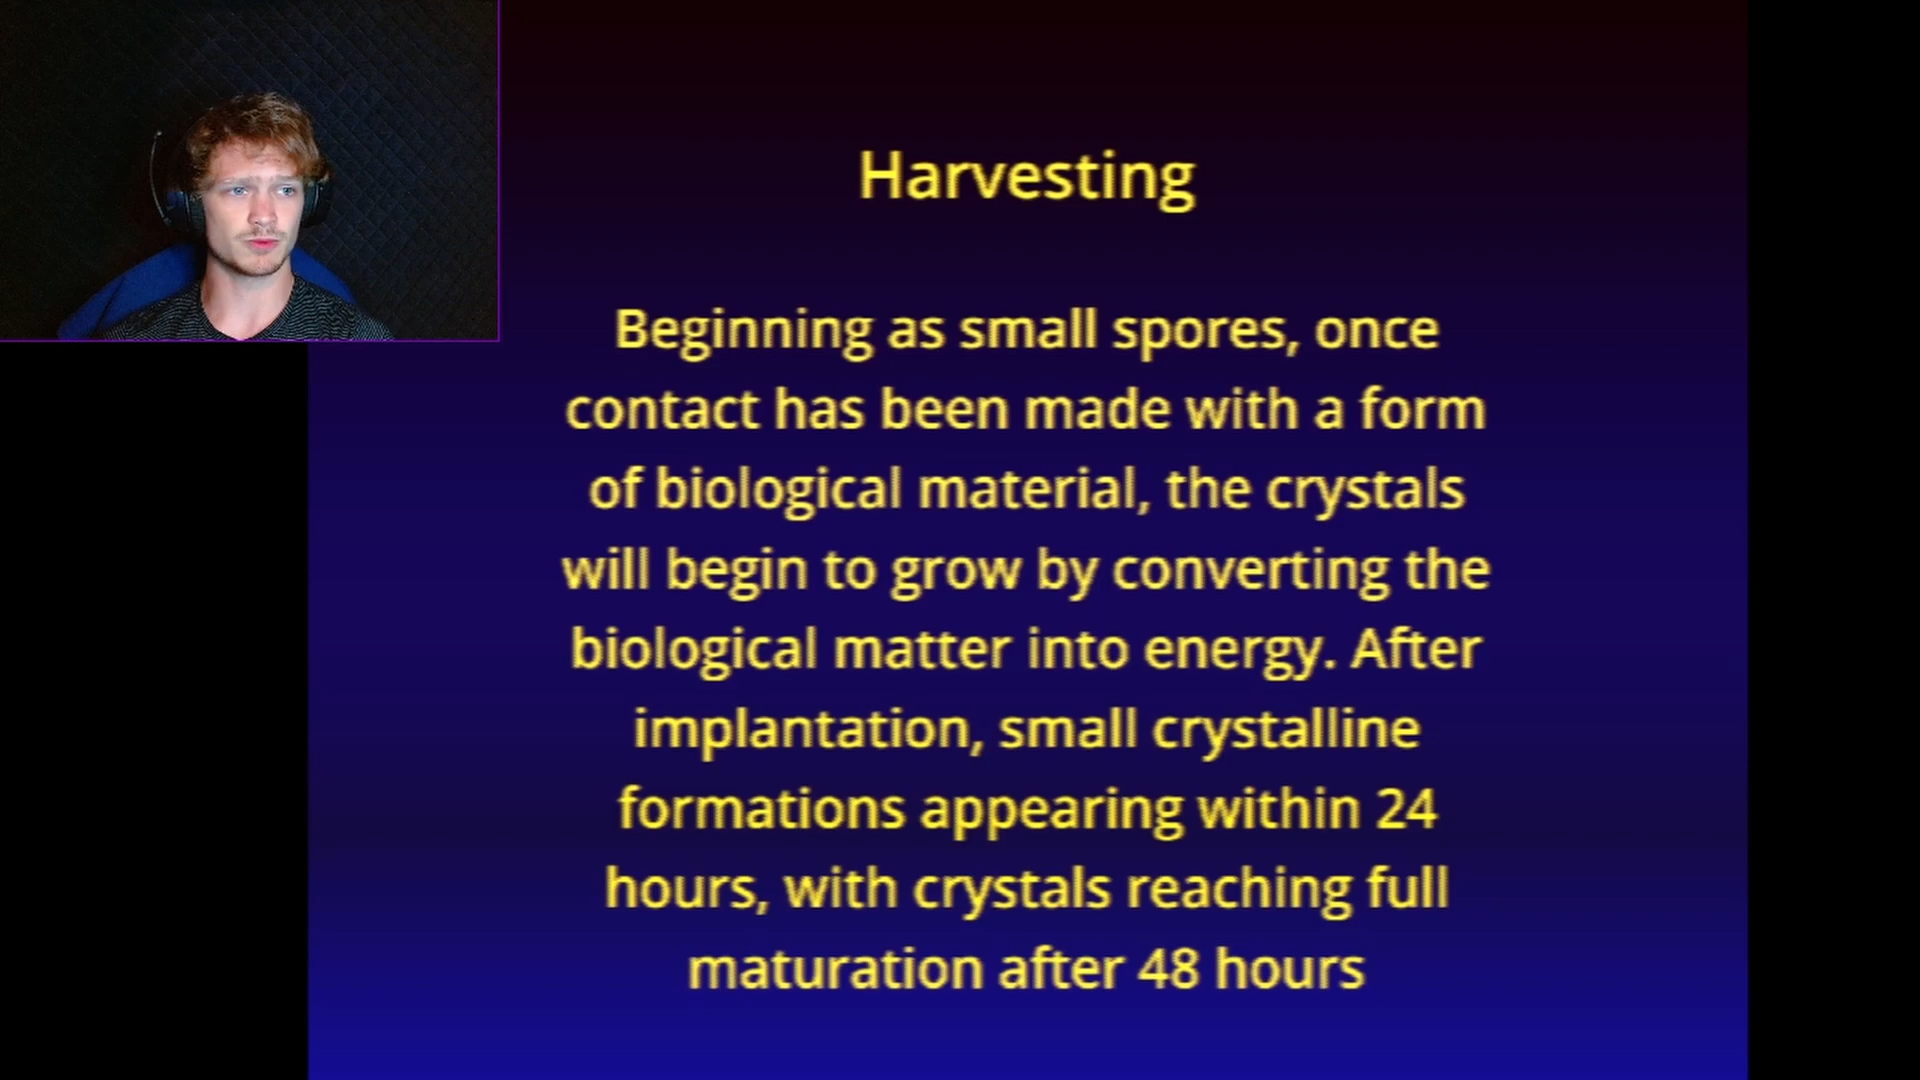 Harvesting
Beginning as small spores, once
contact has been made with a form
of biological material, the crystals
will begin to grow by converting the
biological matter into energy. After
implantation, small crystalline
formations appearing within 24
hours, with crystals reaching full
maturation after 48 hours